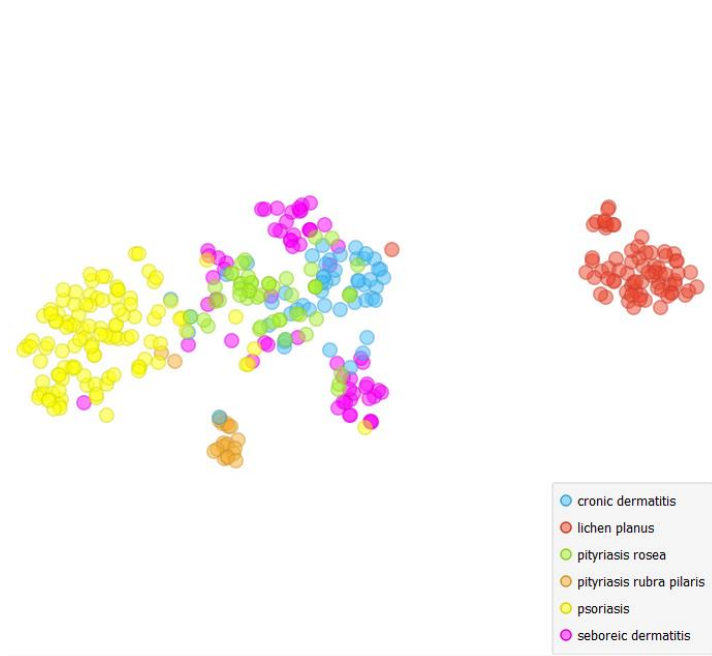 cronic dermatitis
lichen planus
pityriasis rosea
pityriasis rubra pilaris
psoriasis
seboreic dermatitis